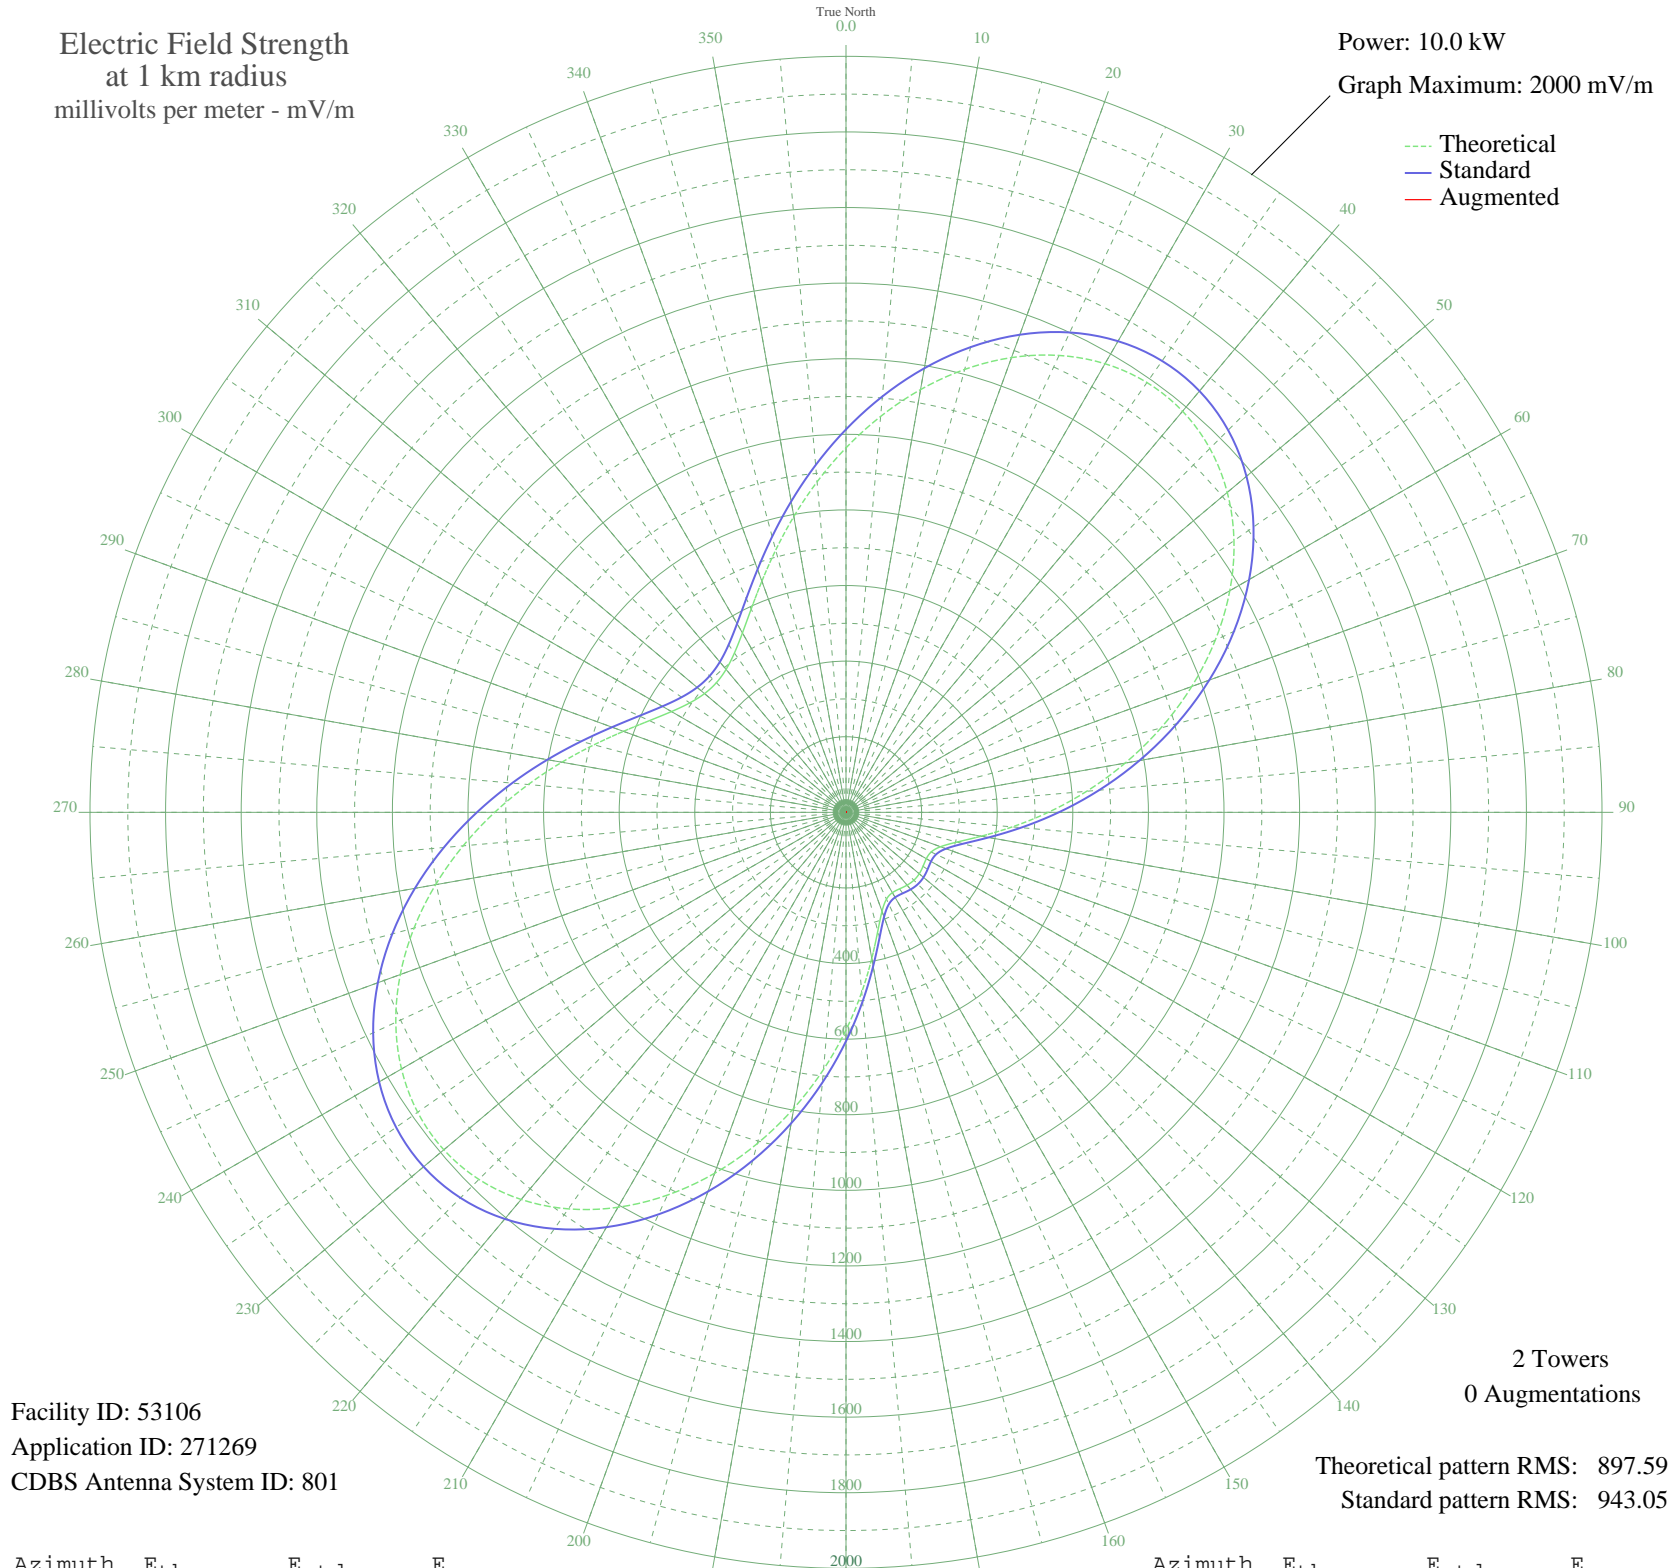 True North
0.0
Electric Field Strength
at 1 km radius
millivolts per meter - mV/m
Power: 10.0 kW
Graph Maximum: 2000 mV/m
Theoretical
Standard
Augmented
10
20
30
40
50
60
70
80
90
100
110
120
130
140
150
160
200
210
220
230
240
250
260
270
280
290
300
310
320
330
340
350
400
600
800
1000
1200
1400
1600
1800
2000
2 Towers
0 Augmentations
Facility ID: 53106
Application ID: 271269
CDBS Antenna System ID: 801
Theoretical pattern RMS: 897.59
Standard pattern RMS: 943.05
Azimuth E E E Azimuth E E E